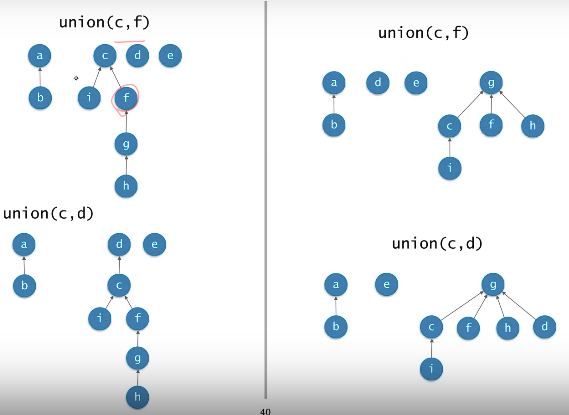 union(c,f)
a c d e
b i f
g
h
union(c,d)
a d e
b c
i f
g
h
union(c,f)
a d e g
b c f h
i
union(c,d)
a e g
b c f h d
i
40